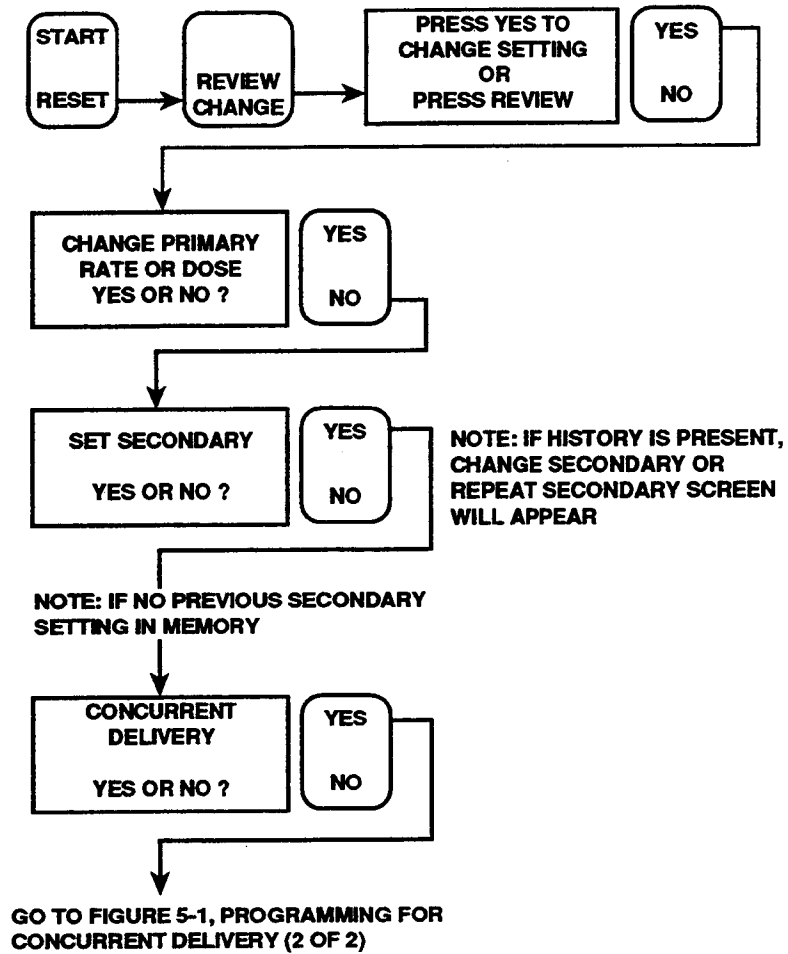 START
RESET
REVIEW
CHANGE
PRESS YES TO
CHANGE SETTING
OR
PRESS REVIEW
YES
NO
CHANGE PRIMARY
RATE OR DOSE
YES OR NO ?
YES
NO
SET SECONDARY
YES OR NO ?
YES
NO
NOTE: IF HISTORY IS PRESENT,
CHANGE SECONDARY OR
REPEAT SECONDARY SCREEN
WILL APPEAR
NOTE: IF NO PREVIOUS SECONDARY
SETTING IN MEMORY
CONCURRENT
DELIVERY
YES OR NO ?
YES
NO
GO TO FIGURE 5-1, PROGRAMMING FOR
CONCURRENT DELIVERY (2 OF 2)